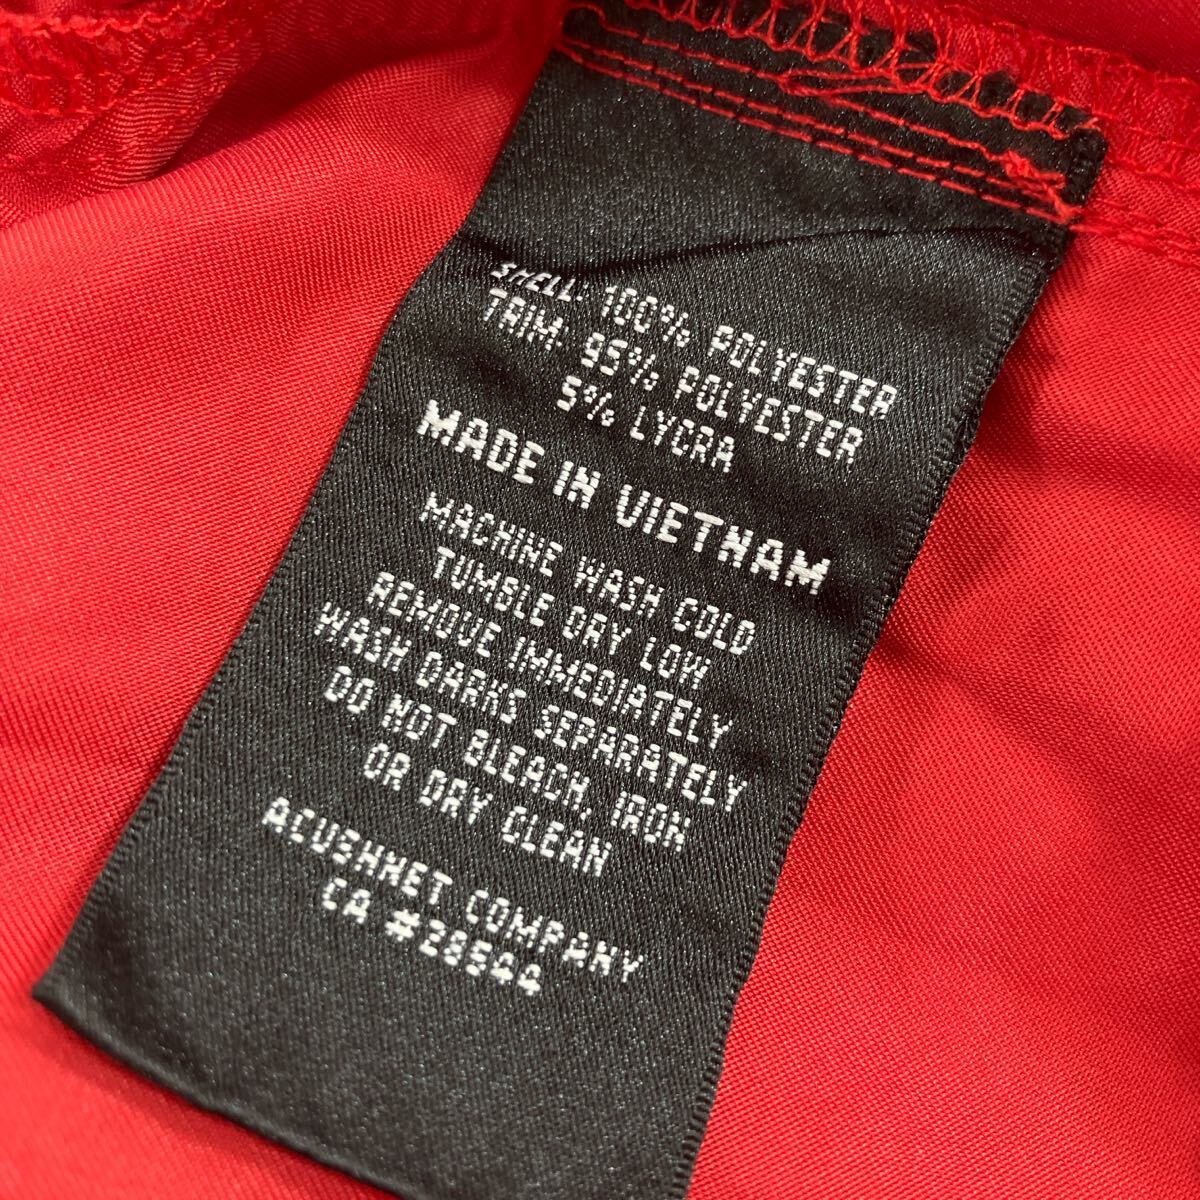 SHELL: 100% POLYESTER
TRIM: 95% POLYESTER
5% LYCRA
MADE IN VIETNAM
MACHINE WASH COLD
TUMBLE DRY LOW
REMOVE IMMEDIATELY
WASH DARKS SEPARATELY
DO NOT BLEACH, IRON
OR DRY CLEAN
ACUSHNET COMPANY
CA #28544